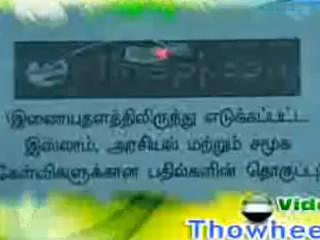 இணையதளத்திலிருந்து எடுக்கப்பட்ட
இஸ்லாம், அரசியல் மற்றும் சமூக
கேள்விகளுக்கான பதில்களின் தொகுப்பு
Vide
Thowhee